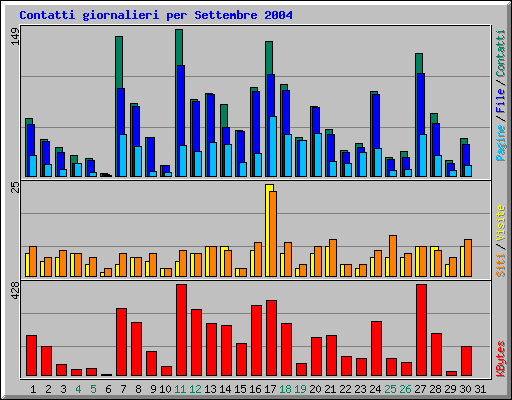 Contatti giornalieri per Settembre 2004
149
Pagine / File / Contatti
25
Siti / Visite
428
KBytes
1 2 3 4 5 6 7 8 9 10 11 12 13 14 15 16 17 18 19 20 21 22 23 24 25 26 27 28 29 30 31